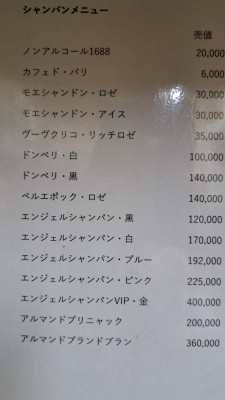 シャンパンメニュー
売値
ノンアルコール1688 20,000
カフェド・パリ 6,000
モエシャンドン・ロゼ 30,000
モエシャンドン・アイス 30,000
ヴーヴクリコ・リッチロゼ 35,000
ドンペリ・白 100,000
ドンペリ・黒 140,000
ベルエポック・ロゼ 140,000
エンジェルシャンパン・黒 120,000
エンジェルシャンパン・白 170,000
エンジェルシャンパン・ブルー 192,000
エンジェルシャンパン・ピンク 225,000
エンジェルシャンパンVIP・金 400,000
アルマンドブリニャック 200,000
アルマンドブランドブラン 360,000